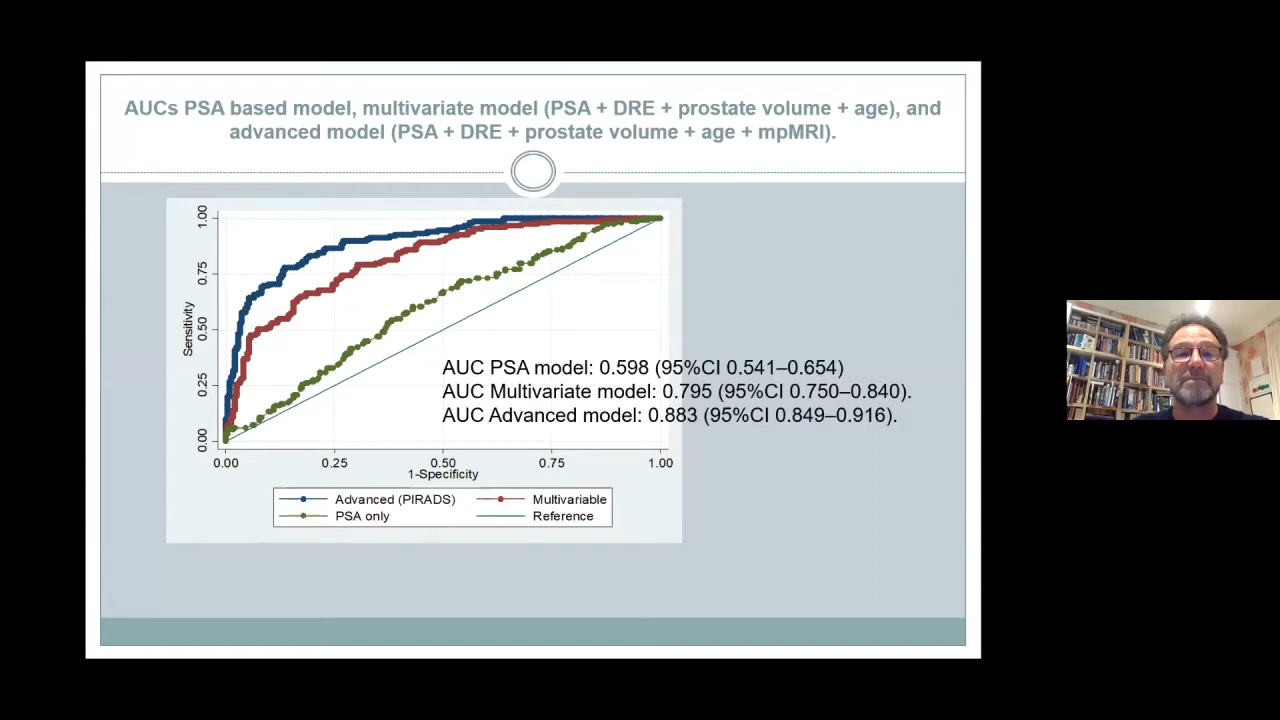 AUCs PSA based model, multivariate model (PSA + DRE + prostate volume + age), and
advanced model (PSA + DRE + prostate volume + age + mpMRI).
1.00
0.75
0.50
0.25
0.00
Sensitivity
AUC PSA model: 0.598 (95%CI 0.541–0.654)
AUC Multivariate model: 0.795 (95%CI 0.750–0.840).
AUC Advanced model: 0.883 (95%CI 0.849–0.916).
0.00 0.25 0.50 0.75 1.00
1-Specificity
Advanced (PIRADS) Multivariable
PSA only Reference